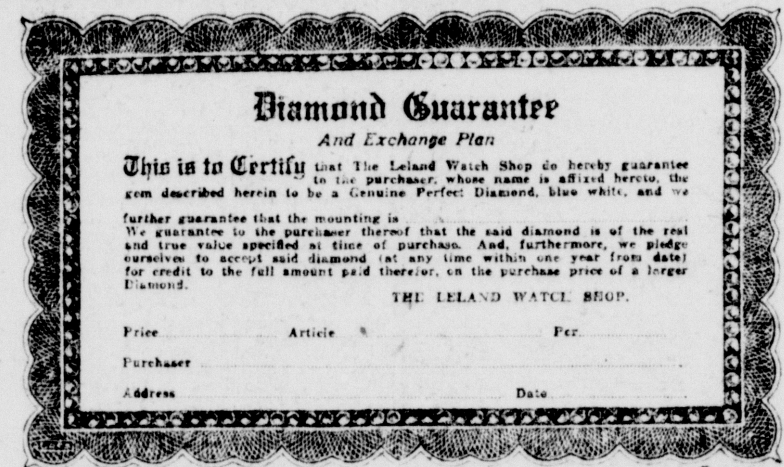 Diamond Guarantee
And Exchange Plan
This is to Certify that The Leland Watch Shop do hereby guarantee
to the purchaser, whose name is affixed hereto, the
gem described herein to be a Genuine Perfect Diamond, blue white, and we
further guarantee that the mounting is
We guarantee to the purchaser thereof that the said diamond is of the real
and true value specified at time of purchase. And, furthermore, we pledge
ourselves to accept said diamond (at any time within one year from date)
for credit to the full amount paid therefor, on the purchase price of a larger
Diamond.
THE LELAND WATCH SHOP.
Price Article Per
Purchaser
Address Date